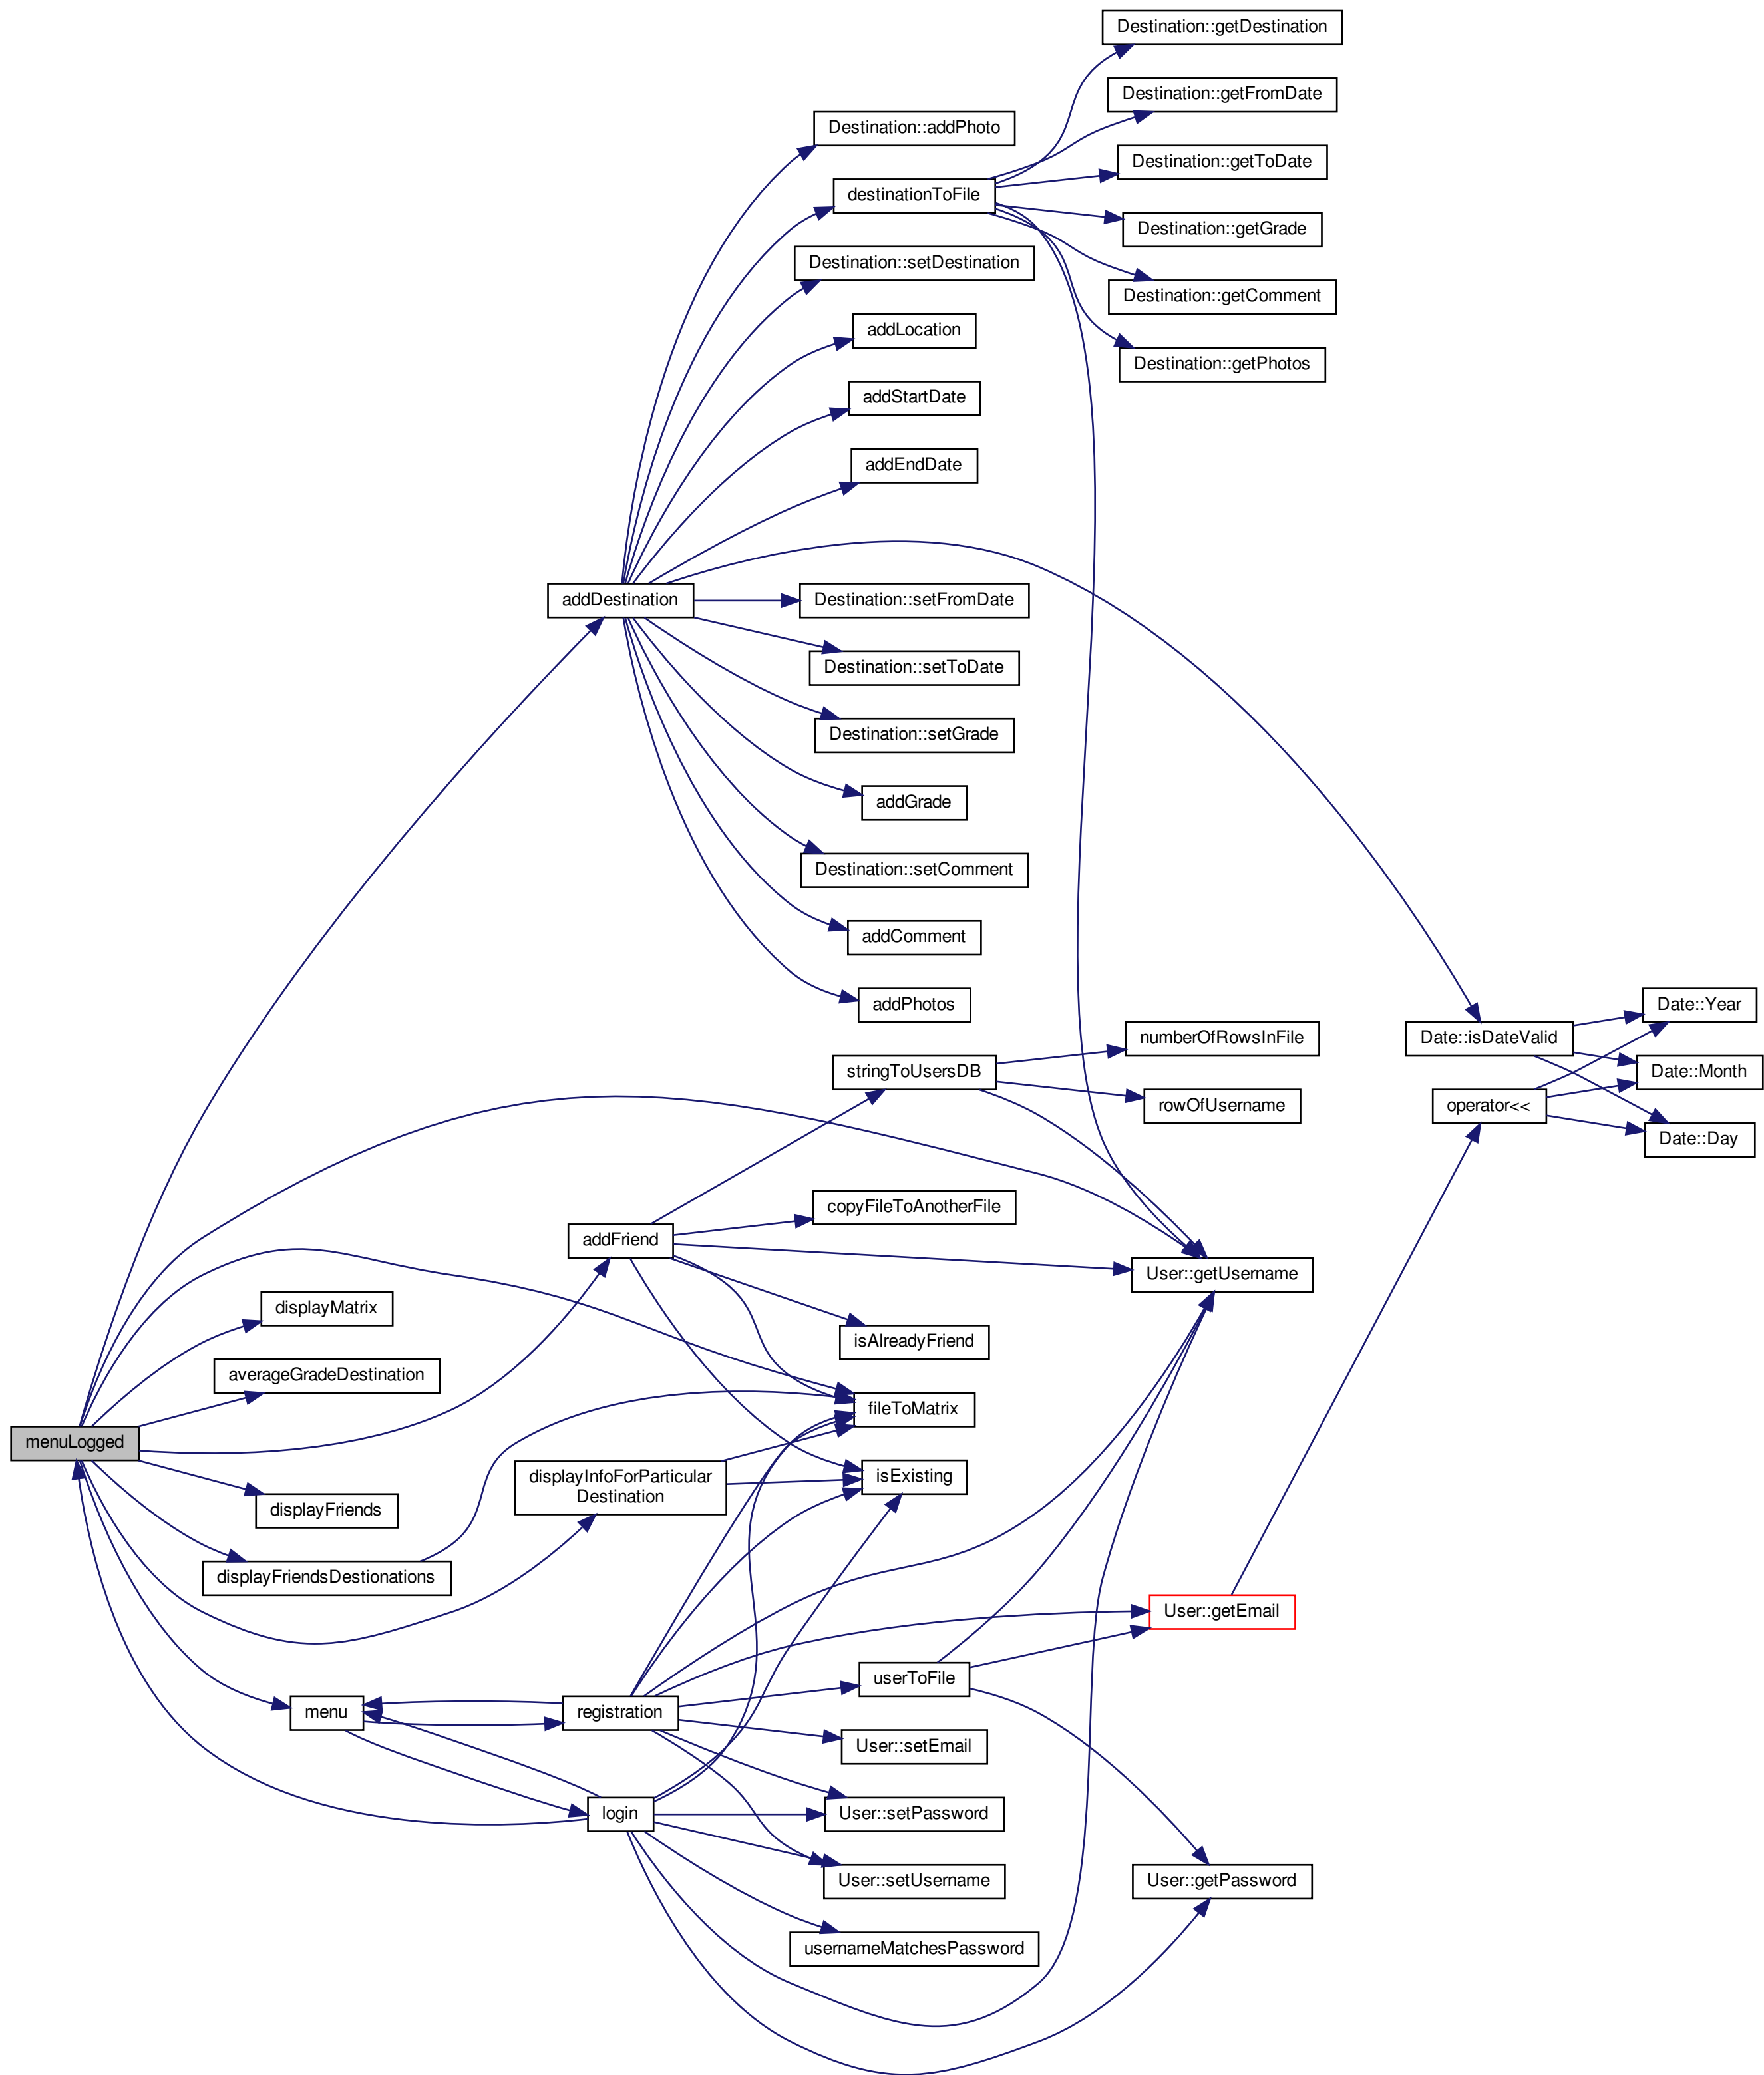 Destination::getDestination
Destination::getFromDate
Destination::addPhoto
Destination::getToDate
destinationToFile
Destination::getGrade
Destination::setDestination
Destination::getComment
addLocation
Destination::getPhotos
addStartDate
addEndDate
addDestination
Destination::setFromDate
Destination::setToDate
Destination::setGrade
addGrade
Destination::setComment
addComment
addPhotos
Date::Year
numberOfRowsInFile
Date::isDateValid
stringToUsersDB
Date::Month
rowOfUsername
operator<<
Date::Day
copyFileToAnotherFile
addFriend
User::getUsername
displayMatrix
isAlreadyFriend
averageGradeDestination
fileToMatrix
menuLogged
displayInfoForParticular
Destination
isExisting
displayFriends
displayFriendsDestionations
User::getEmail
userToFile
menu
registration
User::setEmail
login
User::setPassword
User::setUsername
User::getPassword
usernameMatchesPassword